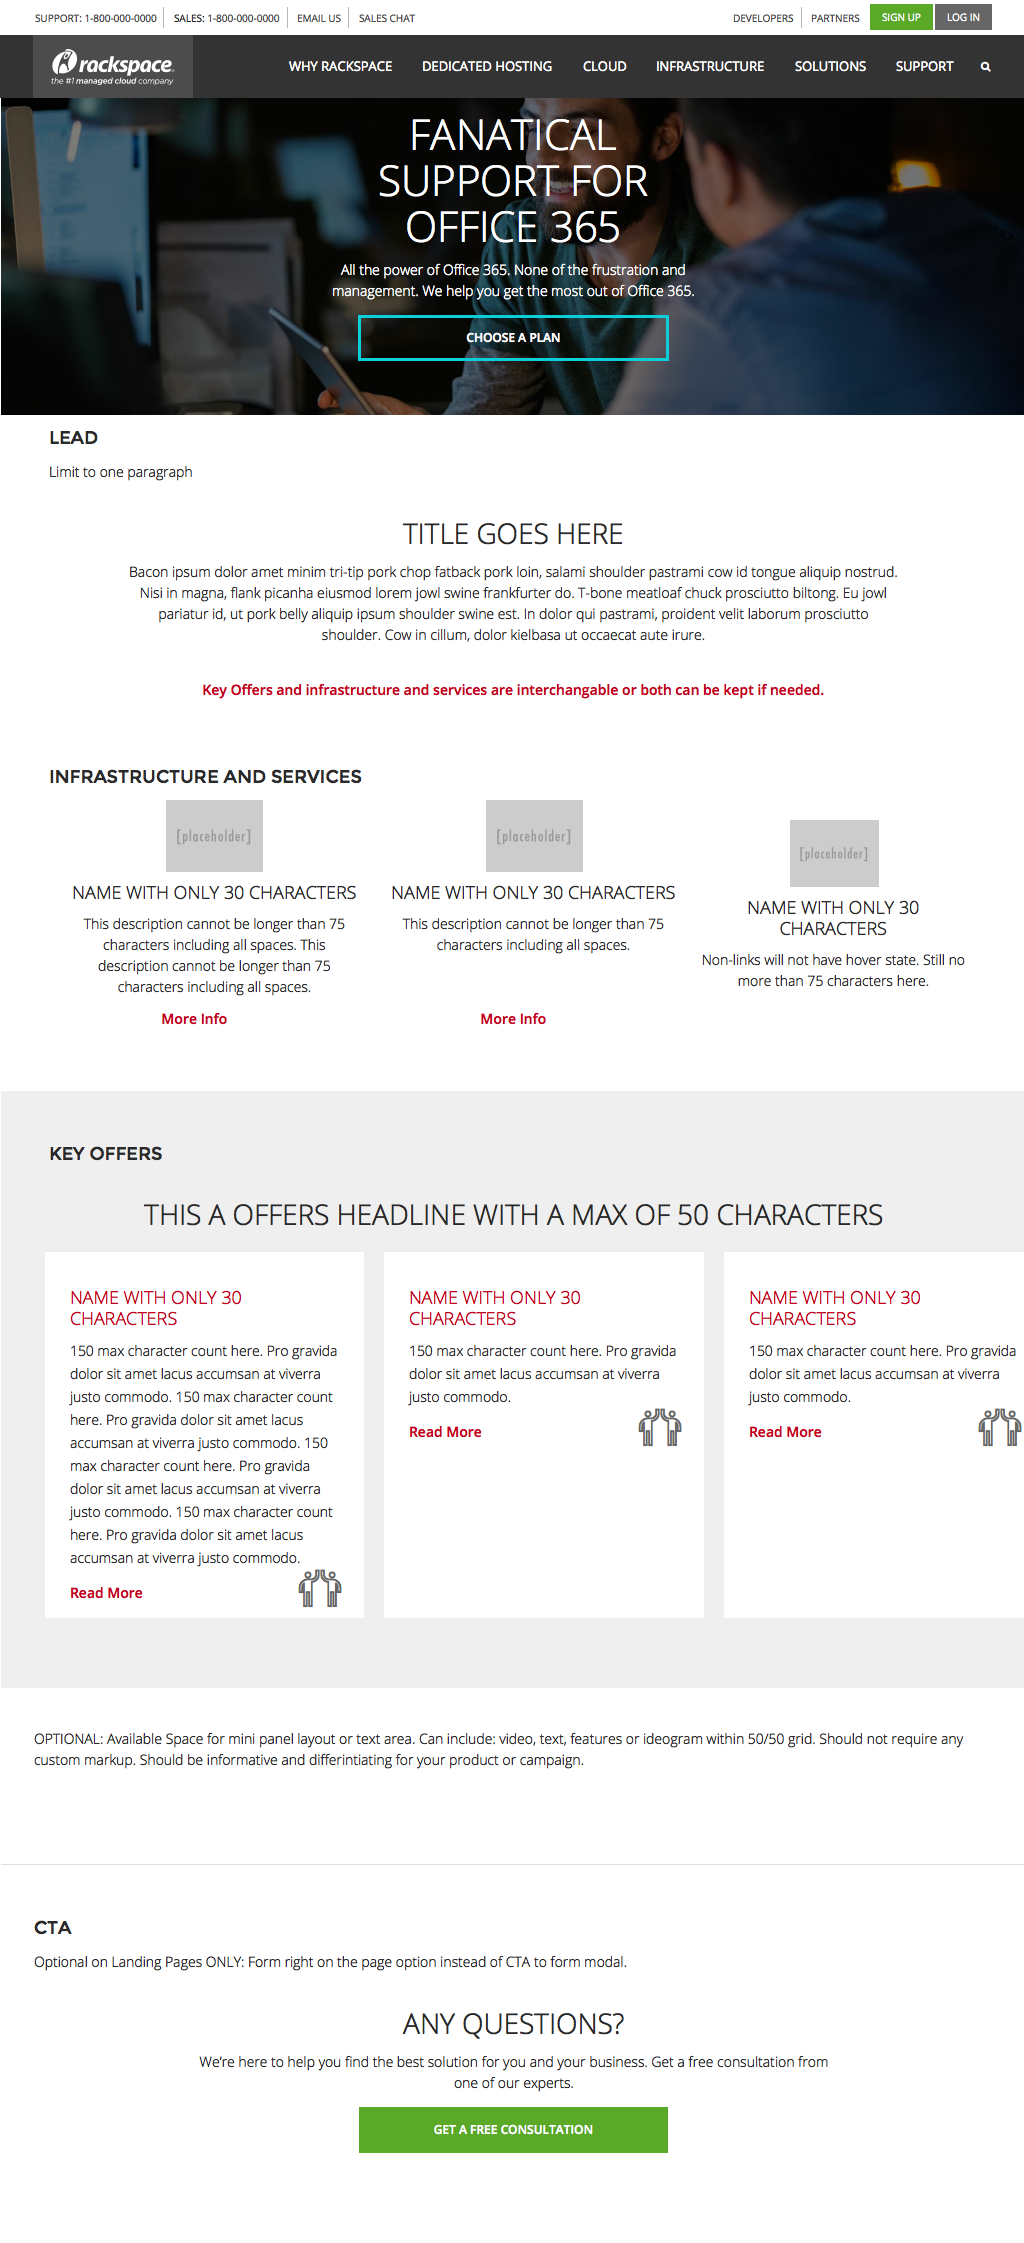 SUPPORT: 1-800-000-0000 SALES: 1-800-000-0000 EMAIL US SALES CHAT DEVELOPERS PARTNERS SIGN UP LOG IN
rackspace
the #1 managed cloud company
WHY RACKSPACE DEDICATED HOSTING CLOUD INFRASTRUCTURE SOLUTIONS SUPPORT
FANATICAL
SUPPORT FOR
OFFICE 365
All the power of Office 365. None of the frustration and
management. We help you get the most out of Office 365.
CHOOSE A PLAN
LEAD
Limit to one paragraph
TITLE GOES HERE
Bacon ipsum dolor amet minim tri-tip pork chop fatback pork loin, salami shoulder pastrami cow id tongue aliquip nostrud.
Nisi in magna, flank picanha eiusmod lorem jowl swine frankfurter do. T-bone meatloaf chuck prosciutto biltong. Eu jowl
pariatur id, ut pork belly aliquip ipsum shoulder swine est. In dolor qui pastrami, proident velit laborum prosciutto
shoulder. Cow in cillum, dolor kielbasa ut occaecat aute irure.
Key Offers and infrastructure and services are interchangable or both can be kept if needed.
INFRASTRUCTURE AND SERVICES
[placeholder]
NAME WITH ONLY 30 CHARACTERS
This description cannot be longer than 75
characters including all spaces. This
description cannot be longer than 75
characters including all spaces.
More Info
[placeholder]
NAME WITH ONLY 30 CHARACTERS
This description cannot be longer than 75
characters including all spaces.
More Info
[placeholder]
NAME WITH ONLY 30
CHARACTERS
Non-links will not have hover state. Still no
more than 75 characters here.
KEY OFFERS
THIS A OFFERS HEADLINE WITH A MAX OF 50 CHARACTERS
NAME WITH ONLY 30
CHARACTERS
150 max character count here. Pro gravida
dolor sit amet lacus accumsan at viverra
justo commodo. 150 max character count
here. Pro gravida dolor sit amet lacus
accumsan at viverra justo commodo. 150
max character count here. Pro gravida
dolor sit amet lacus accumsan at viverra
justo commodo. 150 max character count
here. Pro gravida dolor sit amet lacus
accumsan at viverra justo commodo.
Read More
NAME WITH ONLY 30
CHARACTERS
150 max character count here. Pro gravida
dolor sit amet lacus accumsan at viverra
justo commodo.
Read More
NAME WITH ONLY 30
CHARACTERS
150 max character count here. Pro gravida
dolor sit amet lacus accumsan at viverra
justo commodo.
Read More
OPTIONAL: Available Space for mini panel layout or text area. Can include: video, text, features or ideogram within 50/50 grid. Should not require any
custom markup. Should be informative and differintiating for your product or campaign.
CTA
Optional on Landing Pages ONLY: Form right on the page option instead of CTA to form modal.
ANY QUESTIONS?
We're here to help you find the best solution for you and your business. Get a free consultation from
one of our experts.
GET A FREE CONSULTATION